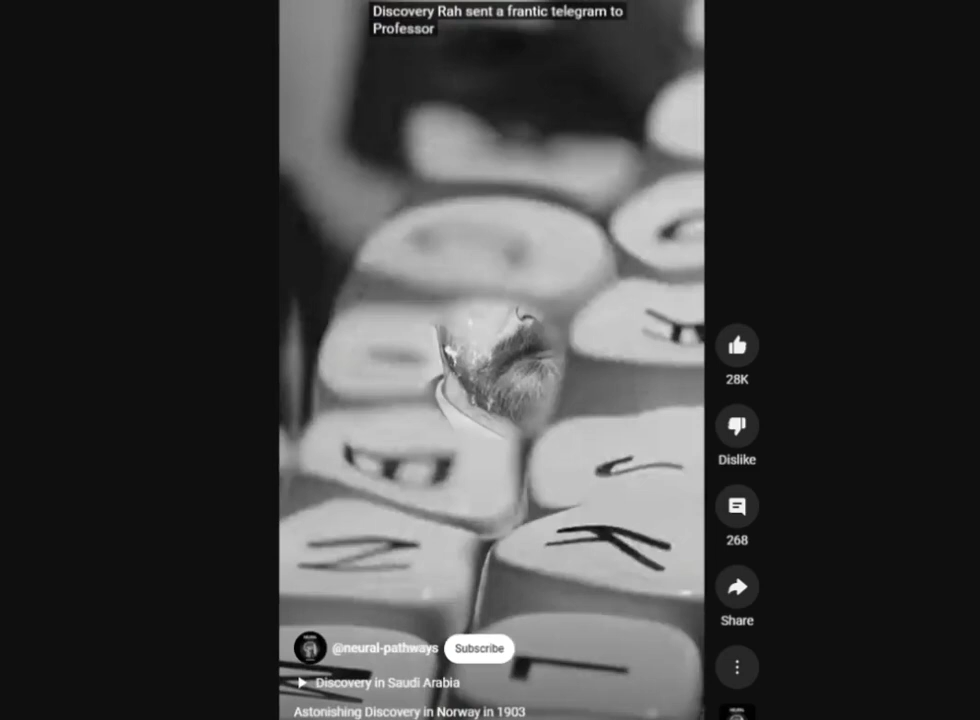 Discovery Rah sent a frantic telegram to
Professor
J
N
K
28K
Dislike
268
Share
@neural-pathways
Subscribe
Discovery in Saudi Arabia
Astonishing Discovery in Norway in 1903